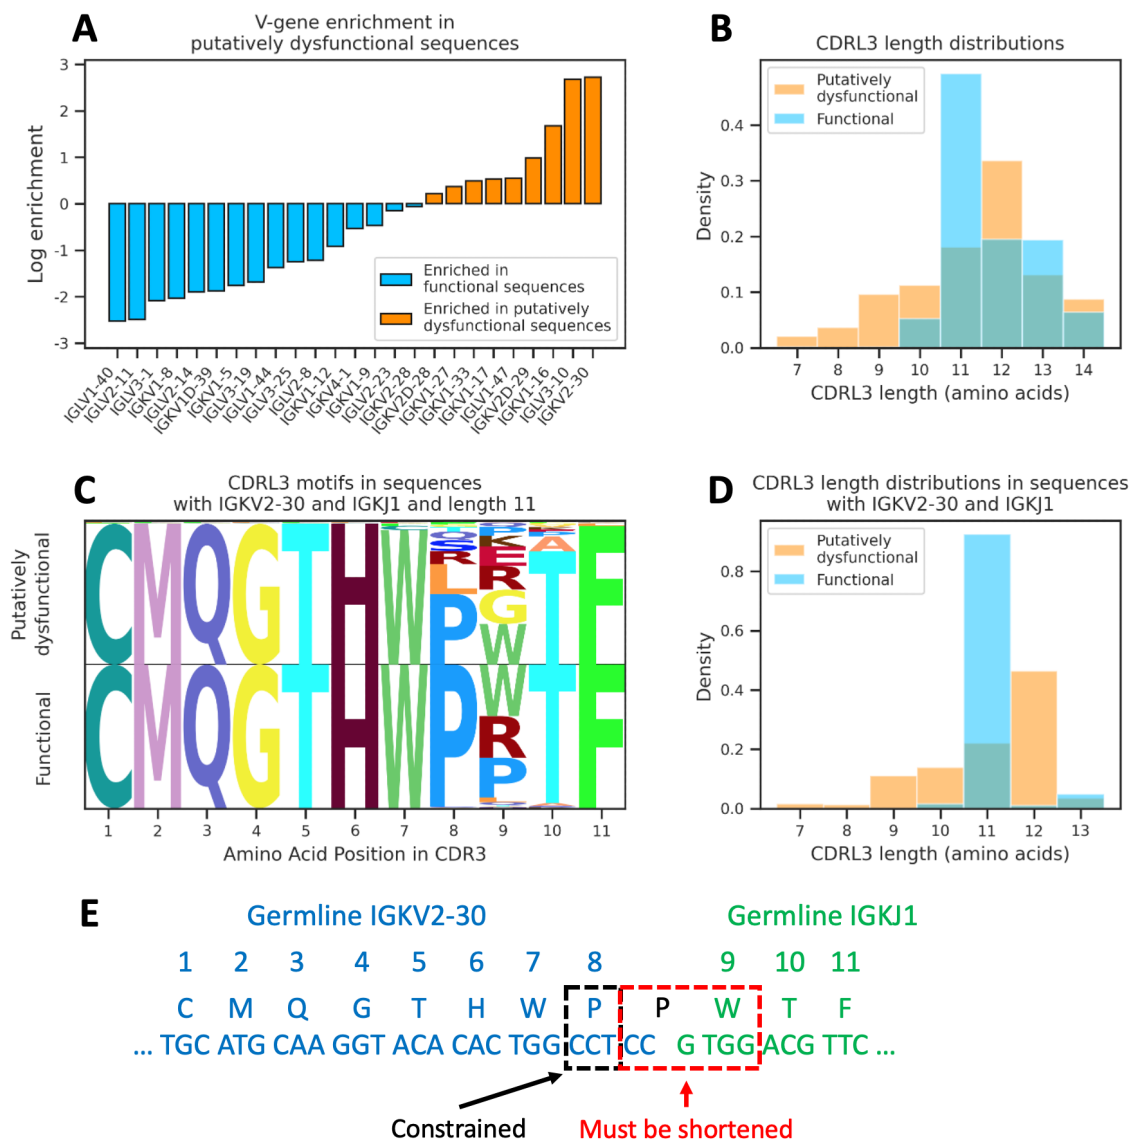 A
V-gene enrichment in
putatively dysfunctional sequences
Log enrichment
3
2
1
0
-1
-2
-3
Enriched in
functional sequences
Enriched in putatively
dysfunctional sequences
IGLV1-40
IGLV2-11
IGLV3-1
IGKV1-8
IGLV2-14
IGKV1D-39
IGKV1-5
IGLV3-19
IGLV1-44
IGLV3-25
IGLV2-8
IGKV1-12
IGKV4-1
IGKV1-9
IGLV2-23
IGKV2-28
IGKV2D-28
IGKV1-27
IGKV1-33
IGKV1-17
IGLV1-47
IGKV2D-29
IGKV1-16
IGLV3-10
IGKV2-30
B
CDRL3 length distributions
Putatively
dysfunctional
Functional
Density
0.4
0.3
0.2
0.1
0.0
7 8 9 10 11 12 13 14
CDRL3 length (amino acids)
C
CDRL3 motifs in sequences
with IGKV2-30 and IGKJ1 and length 11
Putatively
dysfunctional
C M Q G T H W P L R S Q W G R E K P T A F
Functional
C M Q G T H W P W R P T F
1 2 3 4 5 6 7 8 9 10 11
Amino Acid Position in CDR3
D
CDRL3 length distributions in sequences
with IGKV2-30 and IGKJ1
Putatively
dysfunctional
Functional
Density
0.8
0.6
0.4
0.2
0.0
7 8 9 10 11 12 13
CDRL3 length (amino acids)
E
Germline IGKV2-30 Germline IGKJ1
1 2 3 4 5 6 7 8 9 10 11
C M Q G T H W P P W T F
... TGC ATG CAA GGT ACA CAC TGG CCT CC G TGG ACG TTC ...
Constrained Must be shortened